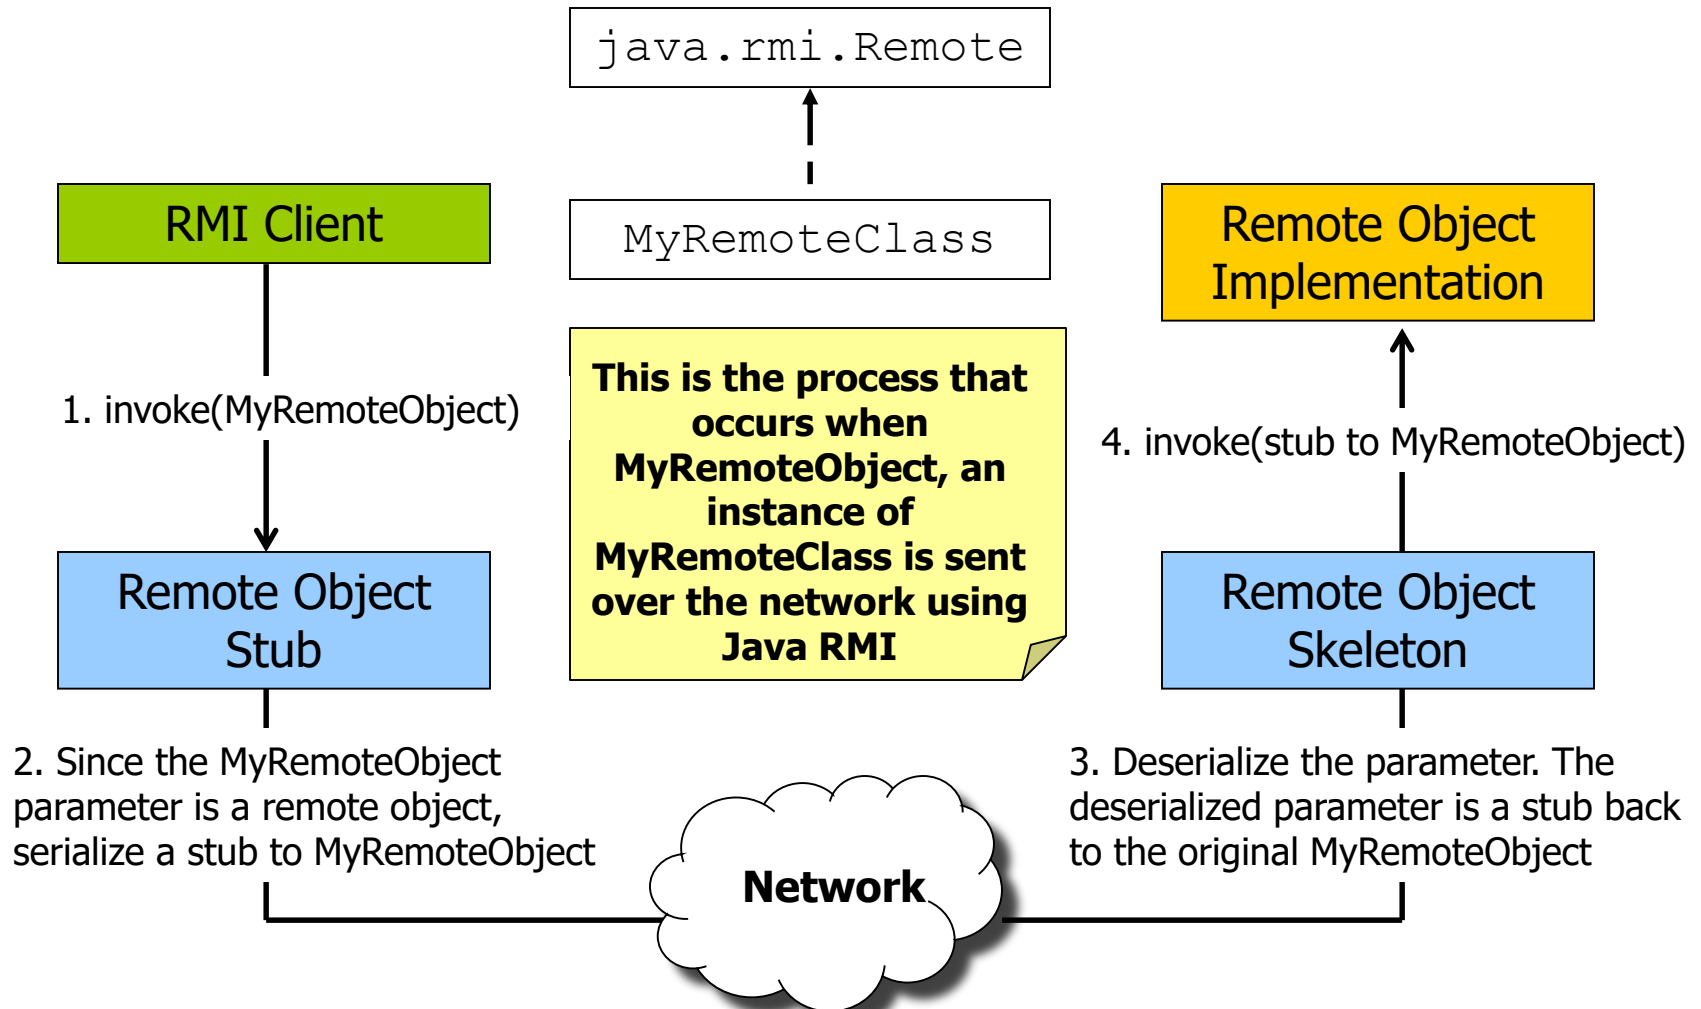 java.rmi.Remote
RMI Client
MyRemoteClass
Remote Object
Implementation
1. invoke(MyRemoteObject)
This is the process that
occurs when
MyRemoteObject, an
instance of
MyRemoteClass is sent
over the network using
Java RMI
4. invoke(stub to MyRemoteObject)
Remote Object
Stub
Remote Object
Skeleton
2. Since the MyRemoteObject
parameter is a remote object,
serialize a stub to MyRemoteObject
Network
3. Deserialize the parameter. The
deserialized parameter is a stub back
to the original MyRemoteObject